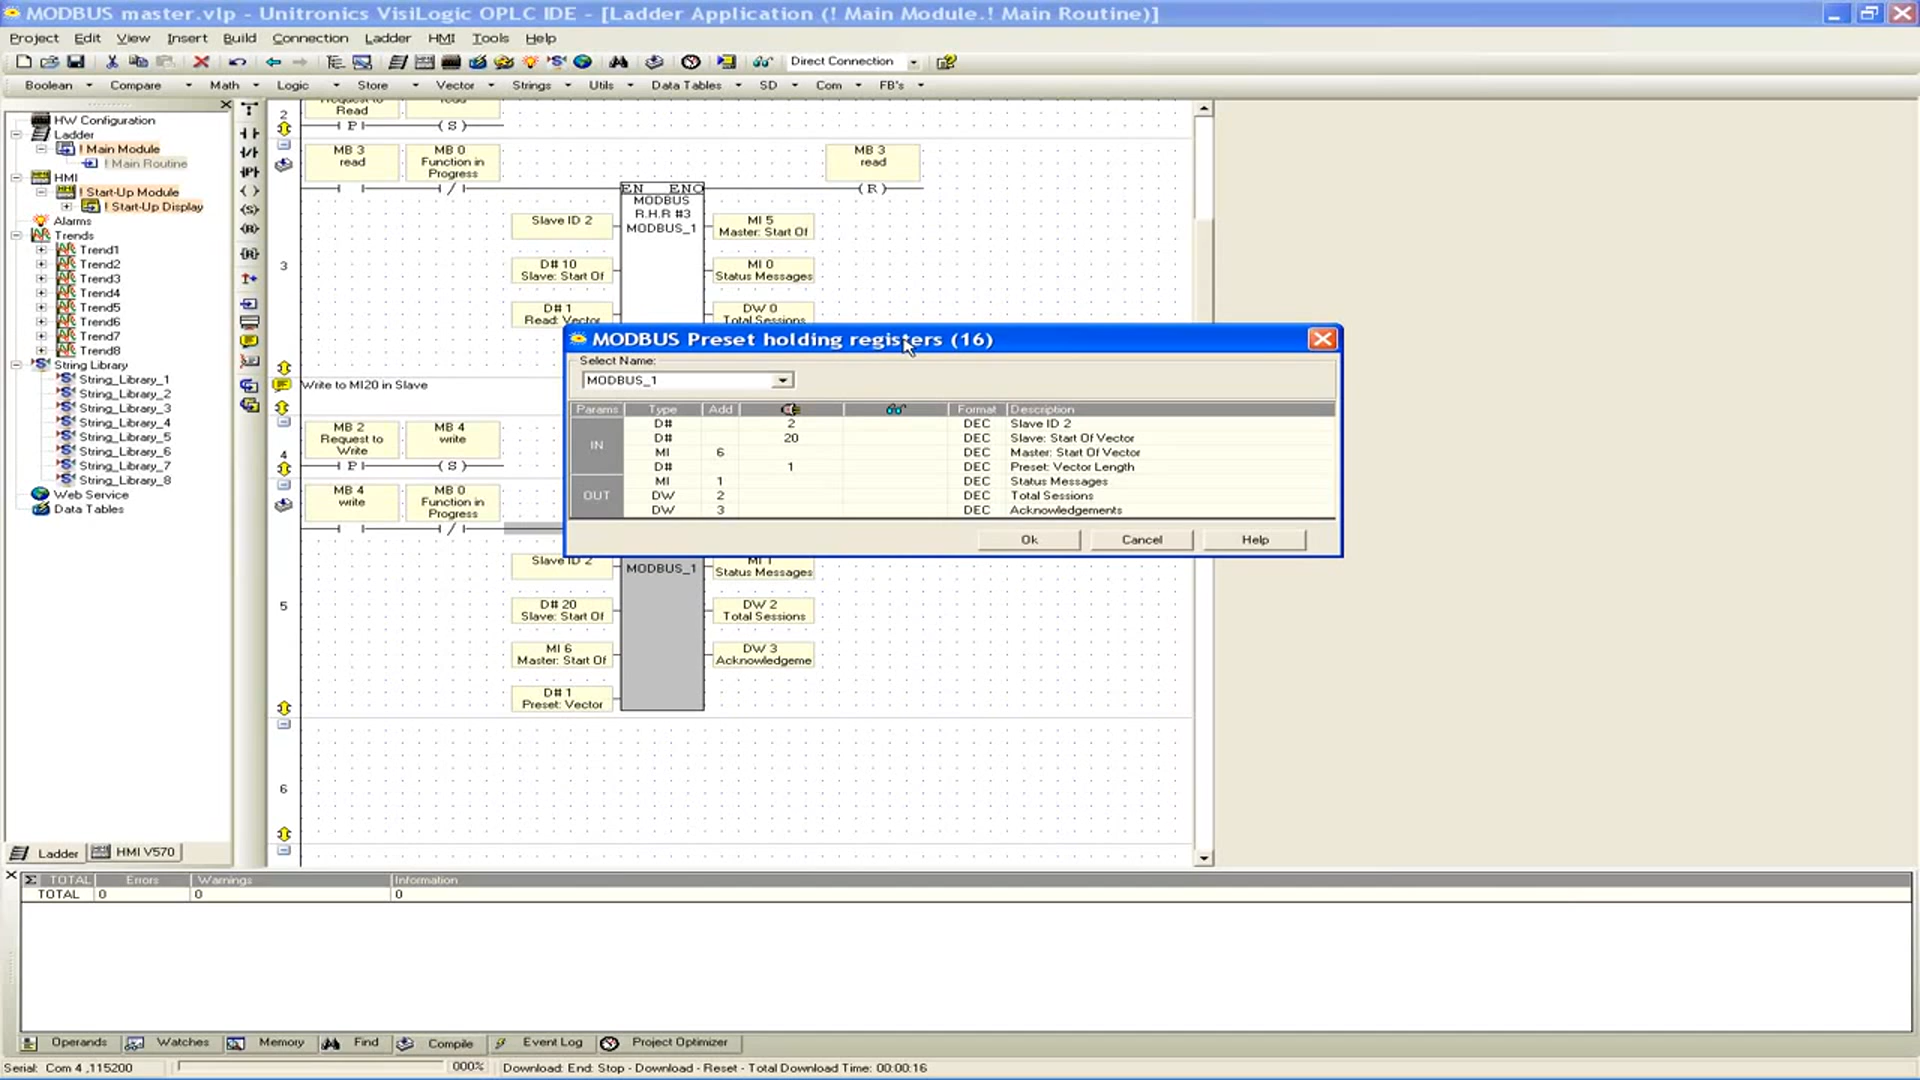 MODBUS master.vlp - Unitronics VisiLogic OPLC IDE - [Ladder Application (! Main Module.! Main Routine)]
Project Edit View Insert Build Connection Ladder HMI Tools Help
Direct Connection
Boolean Compare Math Logic Store Vector Strings Utils Data Tables SD Com FB's
HW Configuration
Ladder
! Main Module
! Main Routine
HMI
! Start-Up Module
! Start-Up Display
Alarms
Trends
Trend1
Trend2
Trend3
Trend4
Trend5
Trend6
Trend7
Trend8
String Library
String_Library_1
String_Library_2
String_Library_3
String_Library_4
String_Library_5
String_Library_6
String_Library_7
String_Library_8
Web Service
Data Tables
Ladder HMI V570
2
Read
P (S)
3
MB 3
read
MB 0
Function in
Progress
MB 3
read
(R)
EN ENO
MODBUS
R.H.R #3
MODBUS_1
Slave ID 2
D# 10
Slave: Start Of
D# 1
Read: Vector
MI 5
Master: Start Of
MI 0
Status Messages
DW 0
Total Sessions
Write to MI20 in Slave
4
MB 2
Request to
Write
MB 4
write
P (S)
5
MB 4
write
MB 0
Function in
Progress
MODBUS_1
Slave ID 2
D# 20
Slave: Start Of
MI 6
Master: Start Of
D# 1
Preset: Vector
MI 1
Status Messages
DW 2
Total Sessions
DW 3
Acknowledgeme
6
MODBUS Preset holding registers (16)
Select Name:
MODBUS_1
Params Type Add Format Description
IN
D# 2 DEC Slave ID 2
D# 20 DEC Slave: Start Of Vector
MI 6 DEC Master: Start Of Vector
D# 1 DEC Preset: Vector Length
OUT
MI 1 DEC Status Messages
DW 2 DEC Total Sessions
DW 3 DEC Acknowledgements
Ok Cancel Help
Σ TOTAL Errors Warnings Information
TOTAL 0 0 0
Operands Watches Memory Find Compile Event Log Project Optimizer
Serial: Com 4 ,115200 000% Download: End: Stop - Download - Reset - Total Download Time: 00:00:16